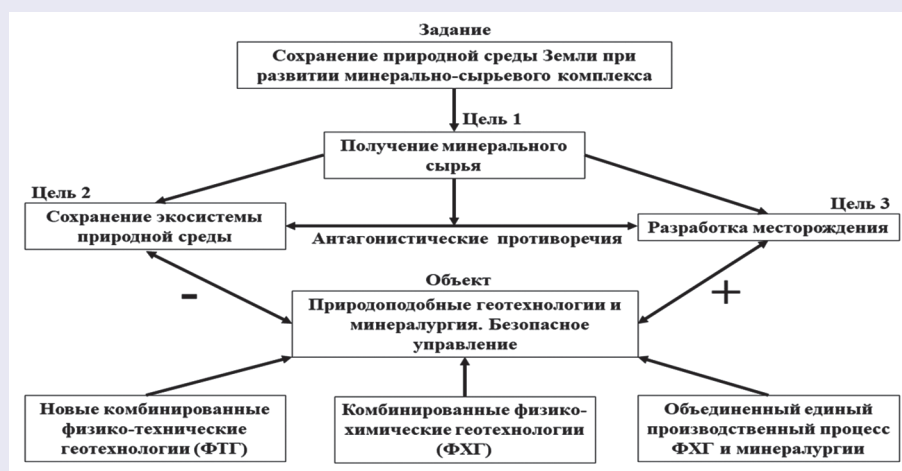 Задание
Сохранение природной среды Земли при
развитии минерально-сырьевого комплекса
Цель 1
Получение минерального
сырья
Цель 2
Сохранение экосистемы
природной среды
Цель 3
Разработка месторождения
Антагонистические противоречия
-
+
Объект
Природоподобные геотехнологии и
минералургия. Безопасное
управление
Новые комбинированные
физико-технические
геотехнологии (ФТГ)
Комбинированные физико-
химические геотехнологии
(ФХГ)
Объединенный единый
производственный процесс
ФХГ и минералургии